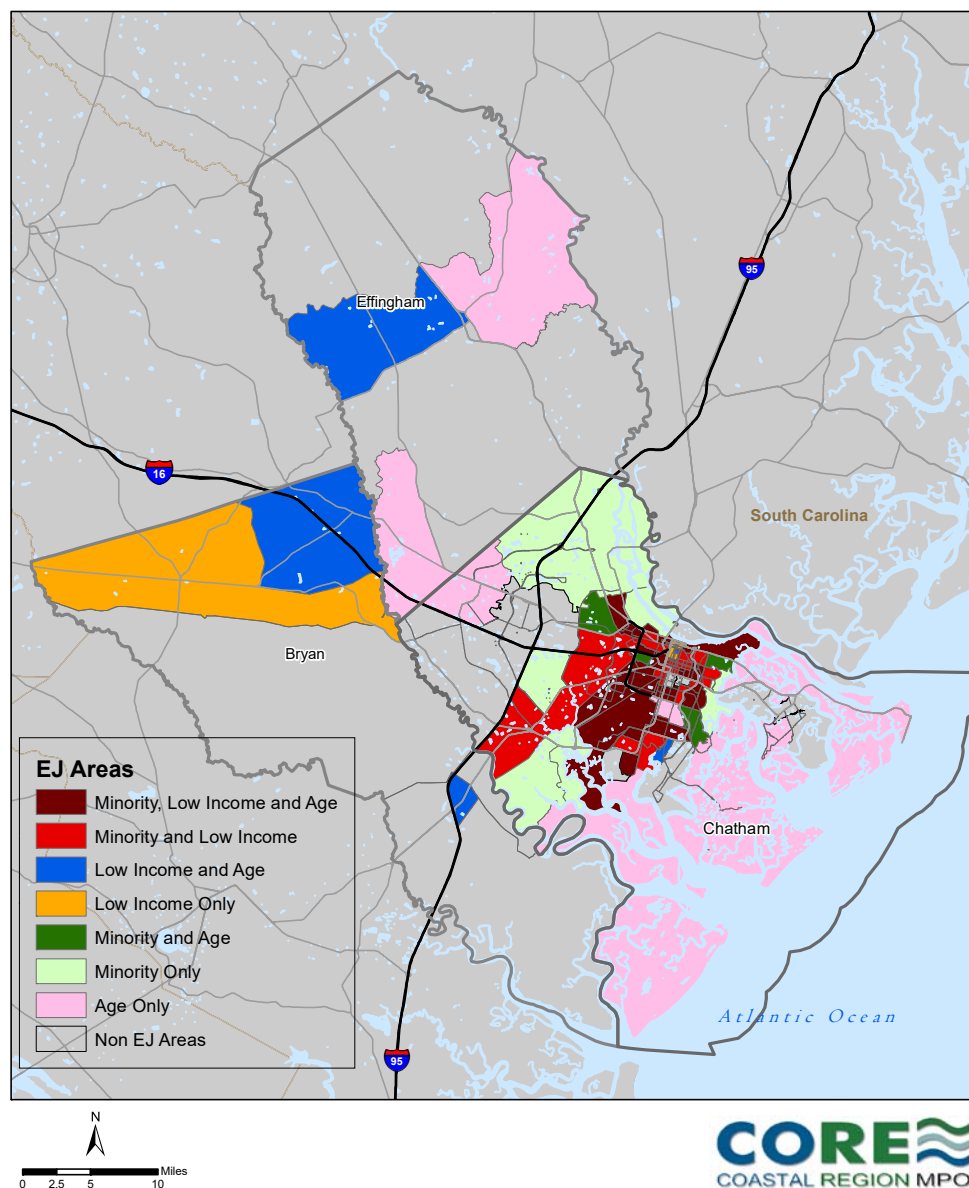 95
Effingham
16
South Carolina
Bryan
EJ Areas
Minority, Low Income and Age
Minority and Low Income
Low Income and Age
Low Income Only
Minority and Age
Minority Only
Age Only
Non EJ Areas
Chatham
Atlantic Ocean
95
N
Miles
0 2.5 5 10
CORE
COASTAL REGION MPO